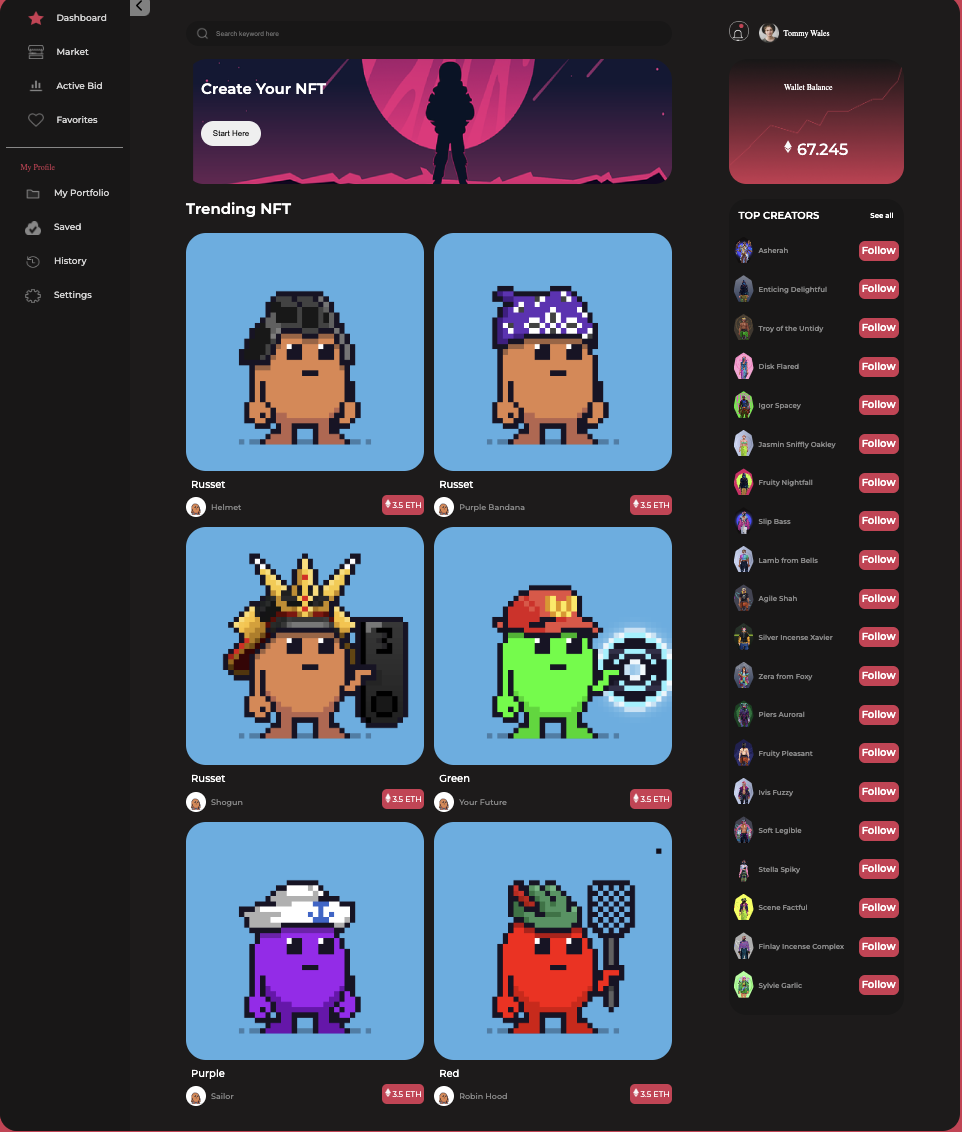 Dashboard
Market
Active Bid
Favorites
My Profile
My Portfolio
Saved
History
Settings
Search keyword here
Create Your NFT
Start Here
Trending NFT
Russet
Helmet
3.5 ETH
Russet
Purple Bandana
3.5 ETH
Russet
Shogun
3.5 ETH
Green
Your Future
3.5 ETH
Purple
Sailor
3.5 ETH
Red
Robin Hood
3.5 ETH
Tommy Wales
Wallet Balance
67.245
TOP CREATORS See all
Asherah Follow
Enticing Delightful Follow
Troy of the Untidy Follow
Disk Flared Follow
Igor Spacey Follow
Jasmin Sniffly Oakley Follow
Fruity Nightfall Follow
Slip Bass Follow
Lamb from Bells Follow
Agile Shah Follow
Silver Incense Xavier Follow
Zera from Foxy Follow
Piers Auroral Follow
Fruity Pleasant Follow
Ivis Fuzzy Follow
Soft Legible Follow
Stella Spiky Follow
Scene Factful Follow
Finlay Incense Complex Follow
Sylvie Garlic Follow